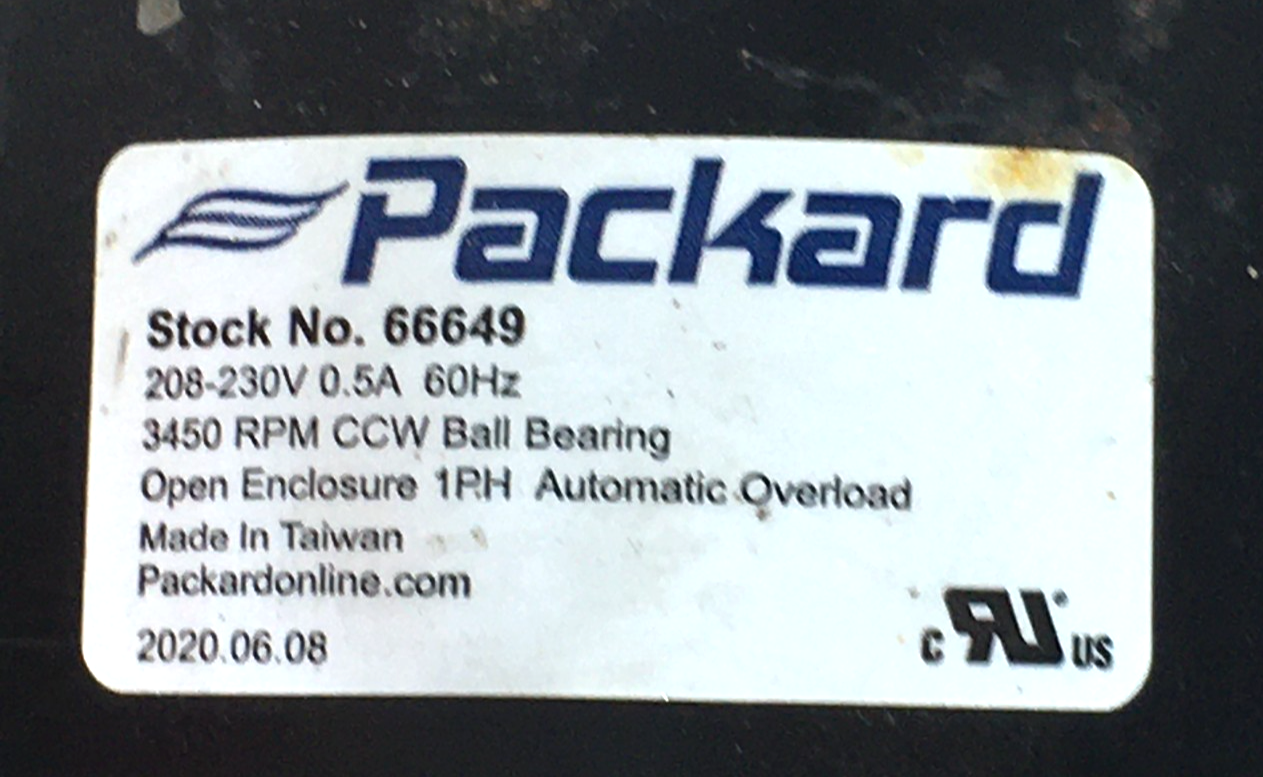 Packard
Stock No. 66649
208-230V 0.5A 60Hz
3450 RPM CCW Ball Bearing
Open Enclosure 1PH Automatic Overload
Made In Taiwan
Packardonline.com
2020.06.08
c RU US